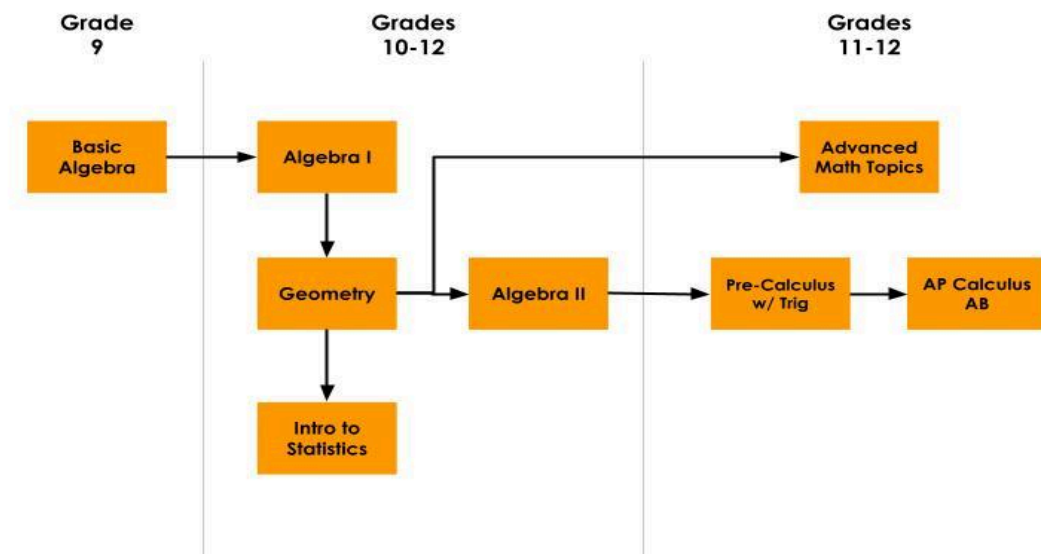 Grade
9
Grades
10-12
Grades
11-12
Basic
Algebra
Algebra I
Advanced
Math Topics
Geometry
Algebra II
Pre-Calculus
w/ Trig
AP Calculus
AB
Intro to
Statistics